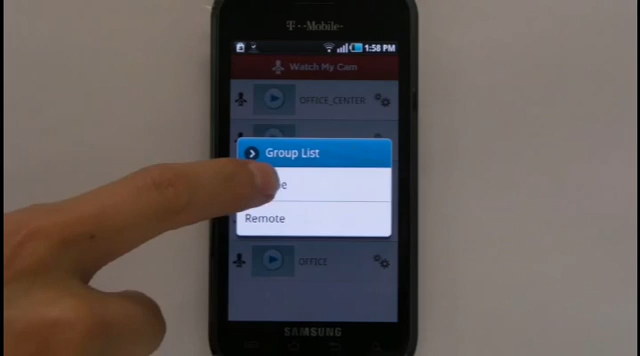 T··Mobile·
1:58 PM
Watch My Cam
OFFICE_CENTER
Group List
Remote
OFFICE
SAMSUNG